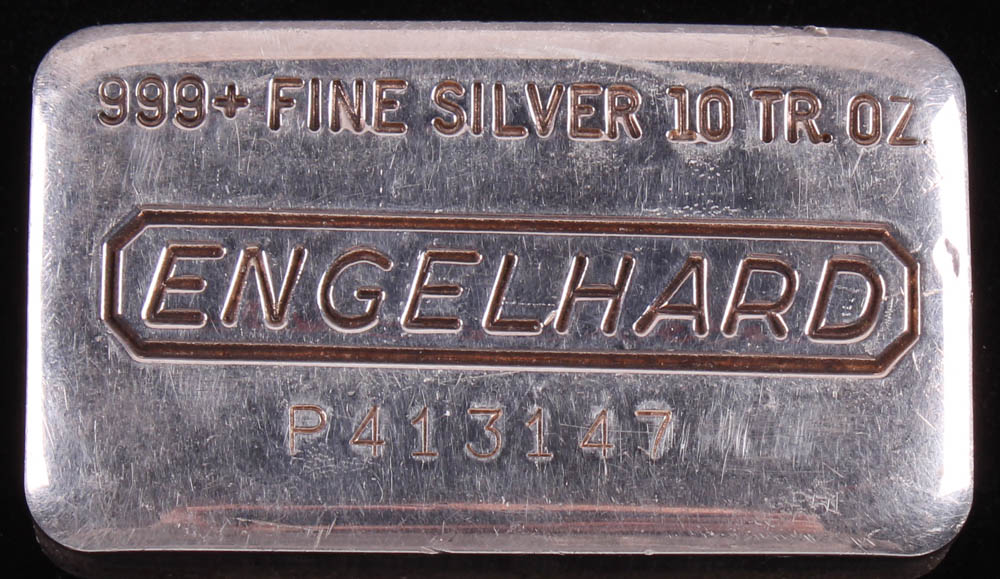 999+ FINE SILVER 10 TR. OZ.
ENGELHARD
P413147